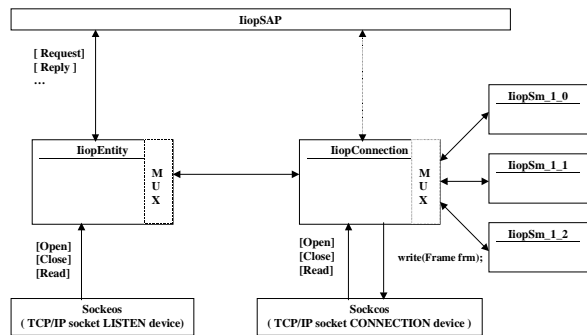 IiopSAP
[ Request]
[ Reply ]
…
IiopSm_1_0
IiopEntity
M
U
X
IiopConnection
M
U
X
IiopSm_1_1
IiopSm_1_2
[Open]
[Close]
[Read]
[Open]
[Close]
[Read]
write(Frame frm);
Sockeos
( TCP/IP socket LISTEN device)
Sockcos
( TCP/IP socket CONNECTION device )